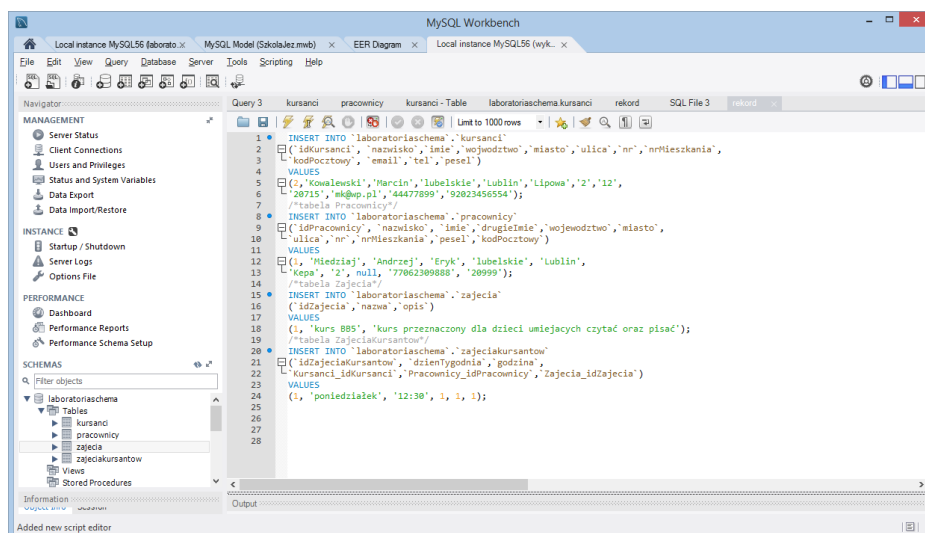 MySQL Workbench
Local instance MySQL56 (laborato.. x MySQL Model (SzkolaJez.mwb) x EER Diagram x Local instance MySQL56 (wyk... x
File Edit View Query Database Server Tools Scripting Help
Navigator
MANAGEMENT
Server Status
Client Connections
Users and Privileges
Status and System Variables
Data Export
Data Import/Restore
INSTANCE
Startup / Shutdown
Server Logs
Options File
PERFORMANCE
Dashboard
Performance Reports
Performance Schema Setup
SCHEMAS
Filter objects
laboratoriaschema
Tables
kursanci
pracownicy
zajecia
zajeciakursantow
Views
Stored Procedures
Information
Object Info Session
Added new script editor
Query 3 kursanci pracownicy kursanci - Table laboratoriaschema.kursanci rekord SQL File 3 rekord x
Limit to 1000 rows
1 INSERT INTO `laboratoriaschema`.`kursanci`
2 (`idKursanci`, `nazwisko`,`imie`,`wojwodztwo`,`miasto`,`ulica`,`nr`,`nrMieszkania`,
3 `kodPocztowy`, `email`,`tel`,`pesel`)
4 VALUES
5 (2,'Kowalewski','Marcin','lubelskie','Lublin','Lipowa','2','12',
6 '20715','mk@wp.pl','44477899','92023456554');
7 /*tabela Pracownicy*/
8 INSERT INTO `laboratoriaschema`.`pracownicy`
9 (`idPracownicy`, `nazwisko`, `imie`,`drugieImie`,`wojewodztwo`,`miasto`,
10 `ulica`,`nr`,`nrMieszkania`,`pesel`,`kodPocztowy`)
11 VALUES
12 (1, 'Miedziaj', 'Andrzej', 'Eryk', 'lubelskie', 'Lublin',
13 'Kepa', '2', null, '77062309888', '20999');
14 /*tabela Zajecia*/
15 INSERT INTO `laboratoriaschema`.`zajecia`
16 (`idZajecia`,`nazwa`,`opis`)
17 VALUES
18 (1, 'kurs BB5', 'kurs przeznaczony dla dzieci umiejacych czytać oraz pisać');
19 /*tabela ZajeciaKursantow*/
20 INSERT INTO `laboratoriaschema`.`zajeciakursantow`
21 (`idZajeciaKursantow`, `dzienTygodnia`,`godzina`,
22 `Kursanci_idKursanci`,`Pracownicy_idPracownicy`,`Zajecia_idZajecia`)
23 VALUES
24 (1, 'poniedziałek', '12:30', 1, 1, 1);
25
26
27
28
Output